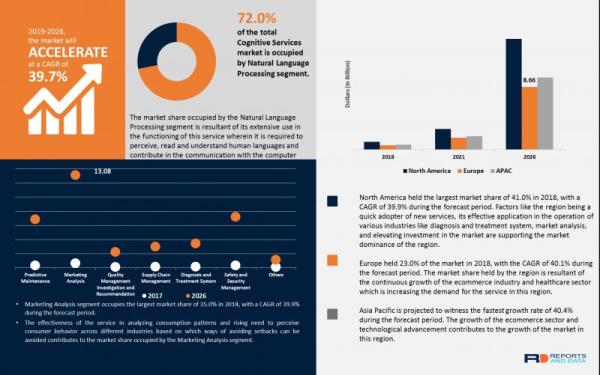 2019-2026,
the market will
ACCELERATE
at a CAGR of
39.7%
72.0%
of the total
Cognitive Services
market is occupied
by Natural Language
Processing segment.
The market share occupied by the Natural Language
Processing segment is resultant of its extensive use in
the functioning of this service wherein it is required to
perceive, read and understand human languages and
contribute in the communication with the computer
Dollars (In Billion)
8.66
2018
2021
2026
North America
Europe
APAC
13.08
Predictive
Maintenance
Marketing
Analysis
Quality
Management
Investigation and
Recommendation
Supply Chain
Management
Diagnosis and
Treatment System
Safety and
Security
Management
Others
2017
2026
• Marketing Analysis segment occupies the largest market share of 35.0% in 2018, with a CAGR of 39.9%
during the forecast period.
• The effectiveness of the service in analyzing consumption patterns and rising need to perceive
consumer behavior across different industries based on which ways of avoiding setbacks can be
avoided contributes to the market share occupied by the Marketing Analysis segment.
North America held the largest market share of 41.0% in 2018, with a
CAGR of 39.9% during the forecast period. Factors like the region being a
quick adopter of new services, its effective application in the operation of
various industries like diagnosis and treatment system, market analysis,
and elevating investment in the market are supporting the market
dominance of the region.
Europe held 23.0% of the market in 2018, with the CAGR of 40.1% during
the forecast period. The market share held by the region is resultant of
the continuous growth of the ecommerce industry and healthcare sector
which is increasing the demand for the service in this region.
Asia Pacific is projected to witness the fastest growth rate of 40.4%
during the forecast period. The growth of the ecommerce sector and
technological advancement contributes to the growth of the market in
this region.
REPORTS
AND DATA